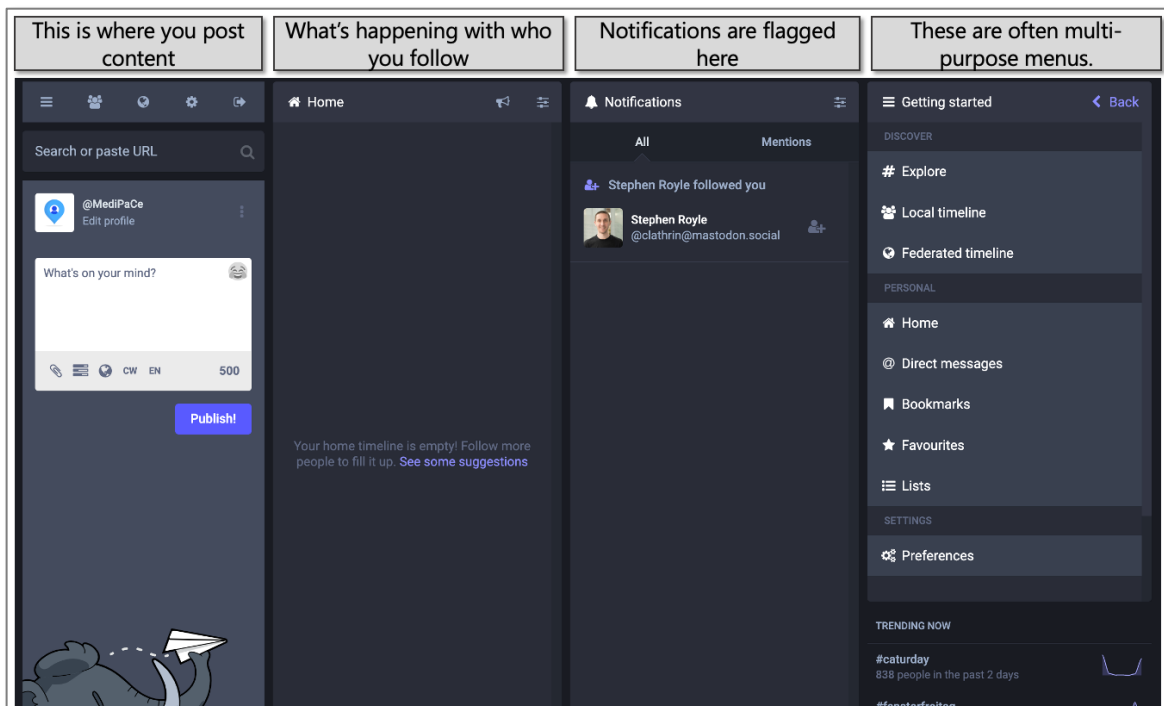 This is where you post
content
What's happening with who
you follow
Notifications are flagged
here
These are often multi-
purpose menus.
Search or paste URL
@MediPaCe
Edit profile
What's on your mind?
CW EN 500
Publish!
Home
Your home timeline is empty! Follow more
people to fill it up. See some suggestions
Notifications
All Mentions
Stephen Royle followed you
Stephen Royle
@clathrin@mastodon.social
Getting started Back
DISCOVER
# Explore
Local timeline
Federated timeline
PERSONAL
Home
@ Direct messages
Bookmarks
Favourites
Lists
SETTINGS
Preferences
TRENDING NOW
#caturday
838 people in the past 2 days